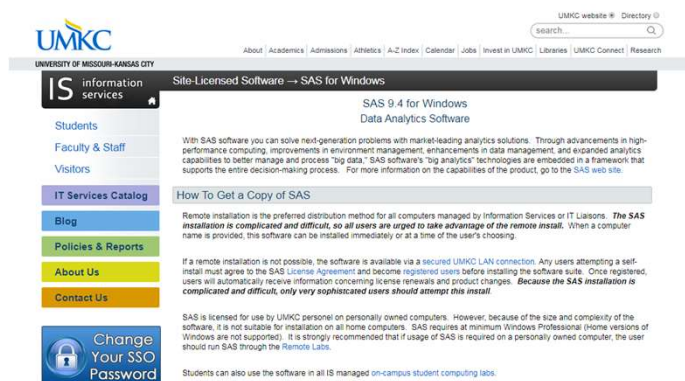 UMKC website Directory
search...
UMKC
About Academics Admissions Athletics A-Z Index Calendar Jobs Invest in UMKC Libraries UMKC Connect Research
UNIVERSITY OF MISSOURI-KANSAS CITY
IS information services
Site-Licensed Software → SAS for Windows
Students
Faculty & Staff
Visitors
IT Services Catalog
Blog
Policies & Reports
About Us
Contact Us
Change
Your SSO
Password
SAS 9.4 for Windows
Data Analytics Software
With SAS software you can solve next-generation problems with market-leading analytics solutions. Through advancements in high-
performance computing, improvements in environment management, enhancements in data management, and expanded analytics
capabilities to better manage and process "big data," SAS software's "big analytics" technologies are embedded in a framework that
supports the entire decision-making process. For more information on the capabilities of the product, go to the SAS web site.
How To Get a Copy of SAS
Remote installation is the preferred distribution method for all computers managed by Information Services or IT Liaisons. The SAS
installation is complicated and difficult, so all users are urged to take advantage of the remote install. When a computer
name is provided, this software can be installed immediately or at a time of the user's choosing.
If a remote installation is not possible, the software is available via a secured UMKC LAN connection. Any users attempting a self-
install must agree to the SAS License Agreement and become registered users before installing the software suite. Once registered,
users will automatically receive information concerning license renewals and product changes. Because the SAS installation is
complicated and difficult, only very sophistcated users should attempt this install.
SAS is licensed for use by UMKC personel on personally owned computers. However, because of the size and complexity of the
software, it is not suitable for installation on all home computers. SAS requires at minimum Windows Professional (Home versions of
Windows are not supported). It is strongly recommended that if usage of SAS is required on a personally owned computer, the user
should run SAS through the Remote Labs.
Students can also use the software in all IS managed on-campus student computing labs.